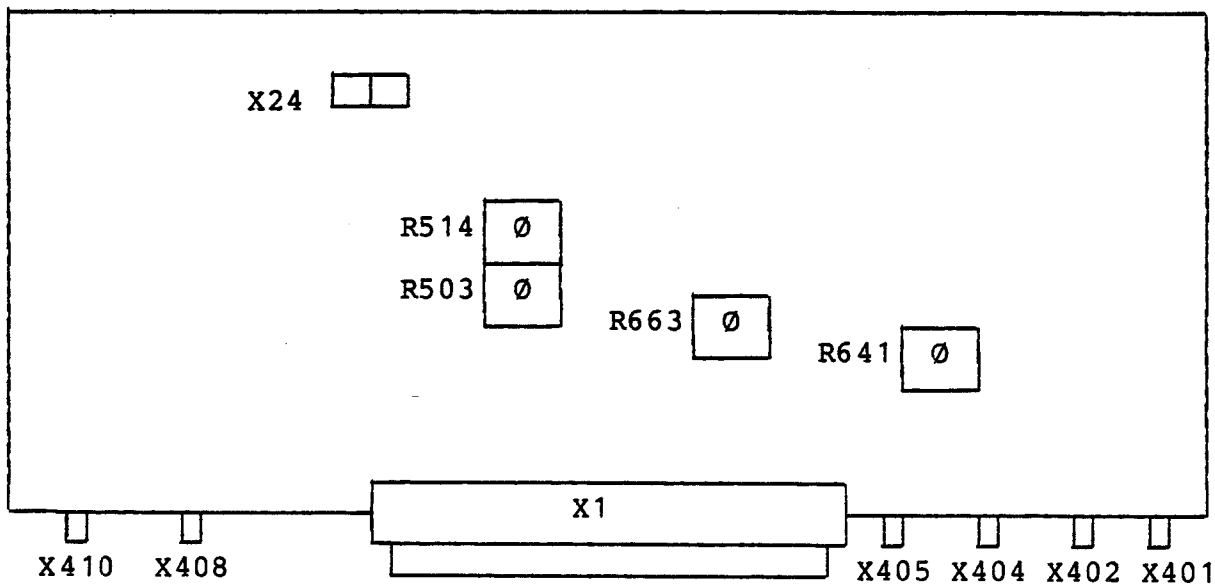 X24
R514 Ø
R503 Ø
R663 Ø
R641 Ø
X1
X410 X408 X405 X404 X402 X401